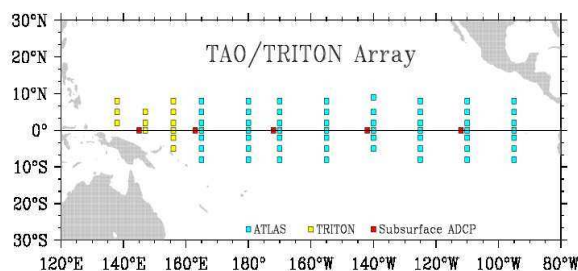 30°N
TAO/TRITON Array
20°N
10°N
0°
10°S
20°S
ATLAS TRITON Subsurface ADCP
30°S
120°E 140°E 160°E 180° 160°W 140°W 120°W 100°W 80°W